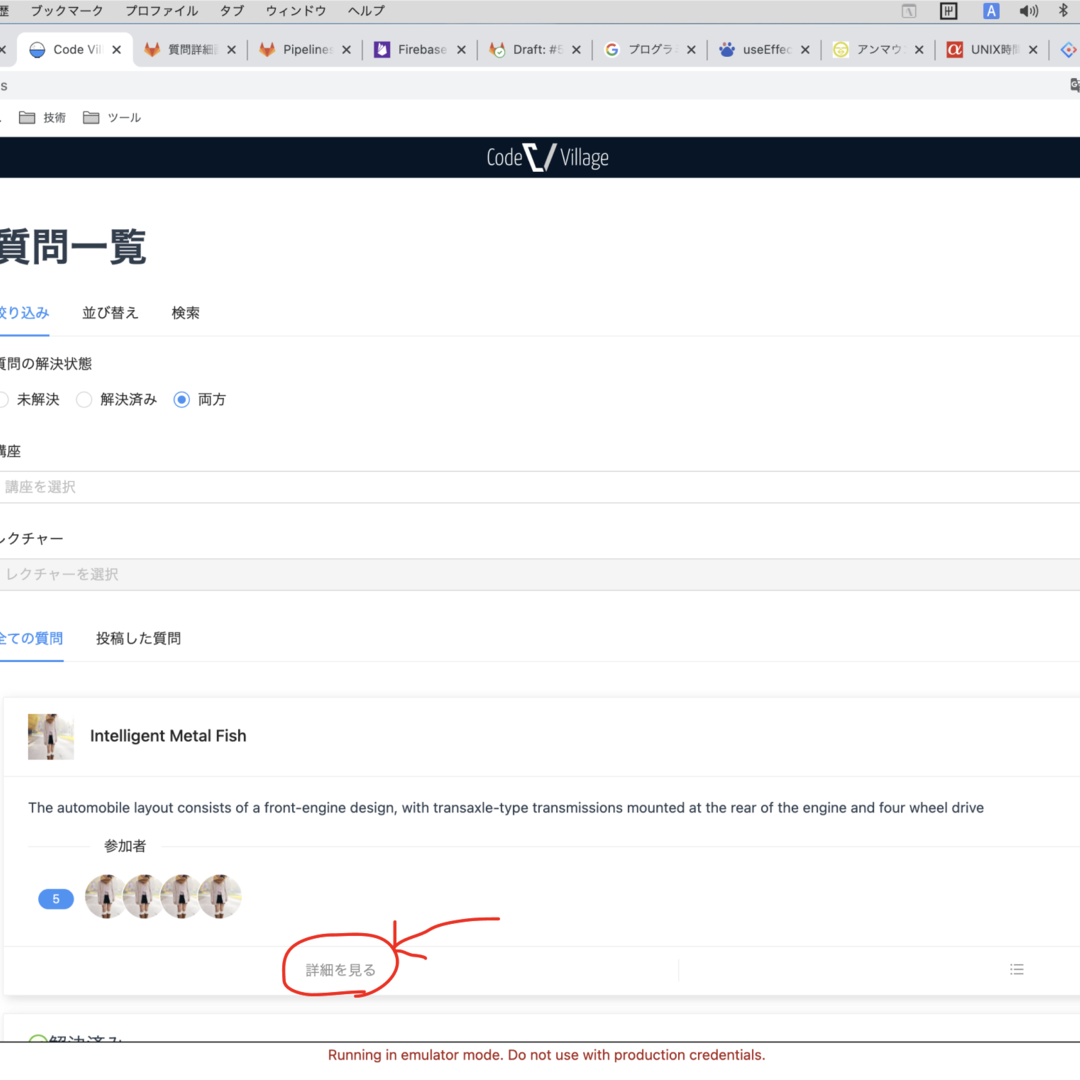 歴 ブックマーク プロファイル タブ ウィンドウ ヘルプ A
Code Vil 質問詳細 Pipelines Firebase Draft: # プログラ useEffec アンマウ UNIX時間
s
技術 ツール
Code Village
質問一覧
絞り込み 並び替え 検索
質問の解決状態
未解決 解決済み 両方
講座
講座を選択
レクチャー
レクチャーを選択
全ての質問 投稿した質問
Intelligent Metal Fish
The automobile layout consists of a front-engine design, with transaxle-type transmissions mounted at the rear of the engine and four wheel drive
参加者
5
詳細を見る
解決済み
Running in emulator mode. Do not use with production credentials.